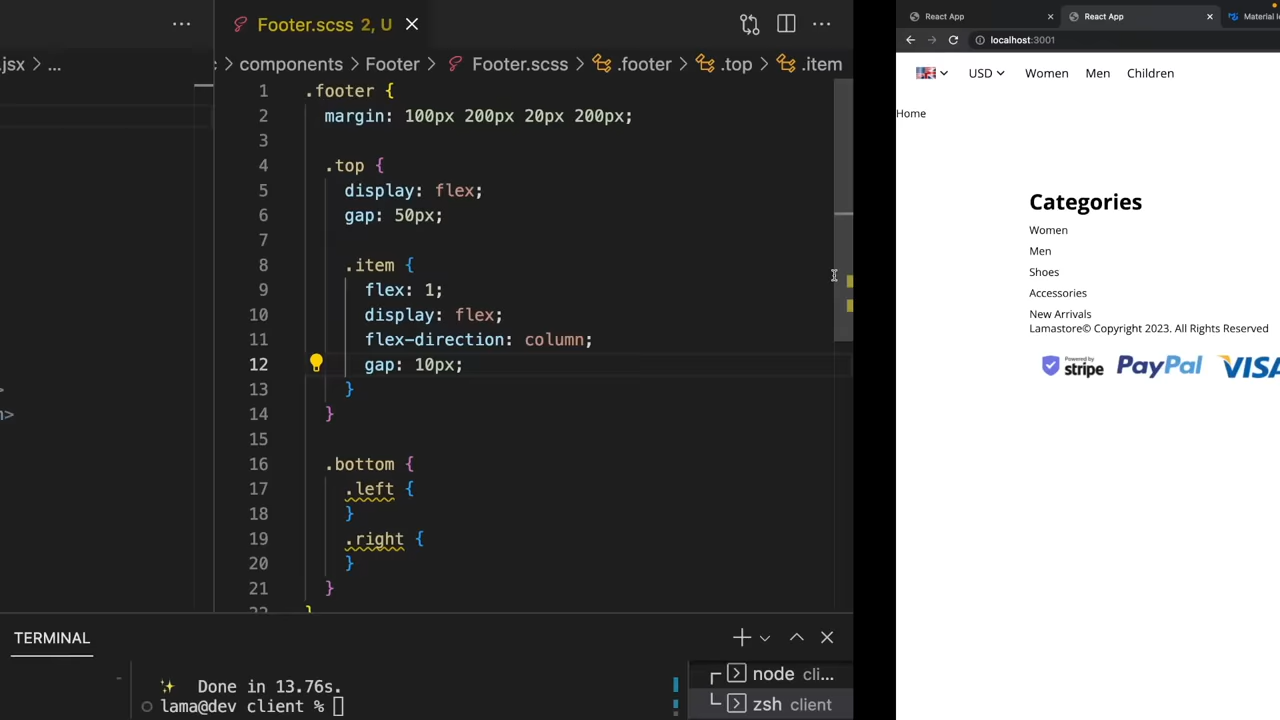 Footer.scss 2, U
.jsx > ...
components > Footer > Footer.scss > .footer > .top > .item
1 .footer {
2 margin: 100px 200px 20px 200px;
3
4 .top {
5 display: flex;
6 gap: 50px;
7
8 .item {
9 flex: 1;
10 display: flex;
11 flex-direction: column;
12 gap: 10px;
13 }
14 }
15
16 .bottom {
17 .left {
18 }
19 .right {
20 }
21 }
22 }
>
>
TERMINAL
✨ Done in 13.76s.
lama@dev client %
node cli...
zsh client
React App
React App
Material I
localhost:3001
USD Women Men Children
Home
Categories
Women
Men
Shoes
Accessories
New Arrivals
Lamastore© Copyright 2023. All Rights Reserved
Powered by
stripe PayPal VISA